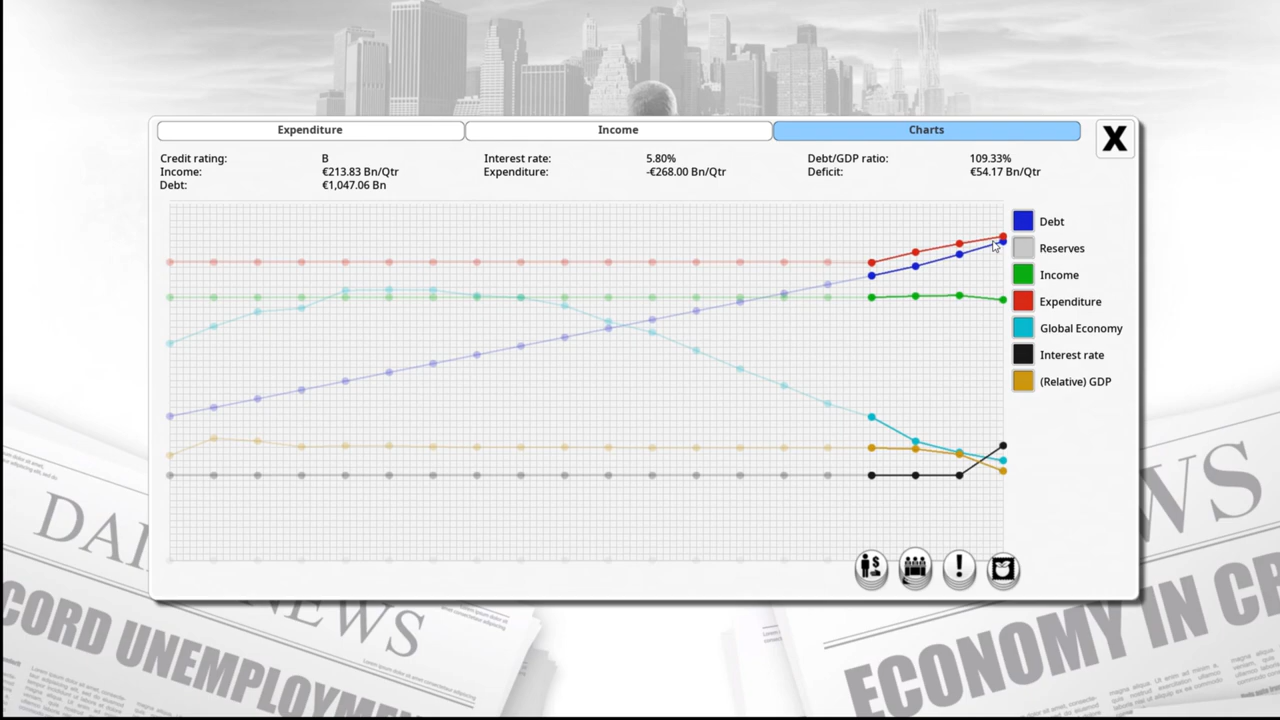 Expenditure
Income
Charts
X
Credit rating: B
Interest rate: 5.80%
Debt/GDP ratio: 109.33%
Income: €213.83 Bn/Qtr
Expenditure: -€268.00 Bn/Qtr
Deficit: €54.17 Bn/Qtr
Debt: €1,047.06 Bn
Debt
Reserves
Income
Expenditure
Global Economy
Interest rate
(Relative) GDP
DAI
NEWS
CORD UNEMPLOYME
WS
ECONOMY IN CR